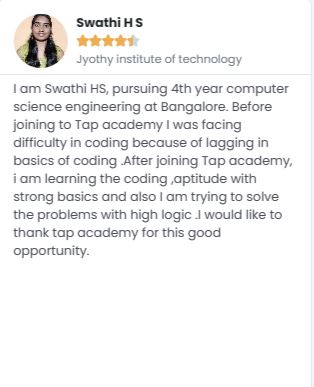 Swathi H S
Jyothy institute of technology
I am Swathi HS, pursuing 4th year computer
science engineering at Bangalore. Before
joining to Tap academy I was facing
difficulty in coding because of lagging in
basics of coding .After joining Tap academy,
i am learning the coding ,aptitude with
strong basics and also I am trying to solve
the problems with high logic .I would like to
thank tap academy for this good
opportunity.